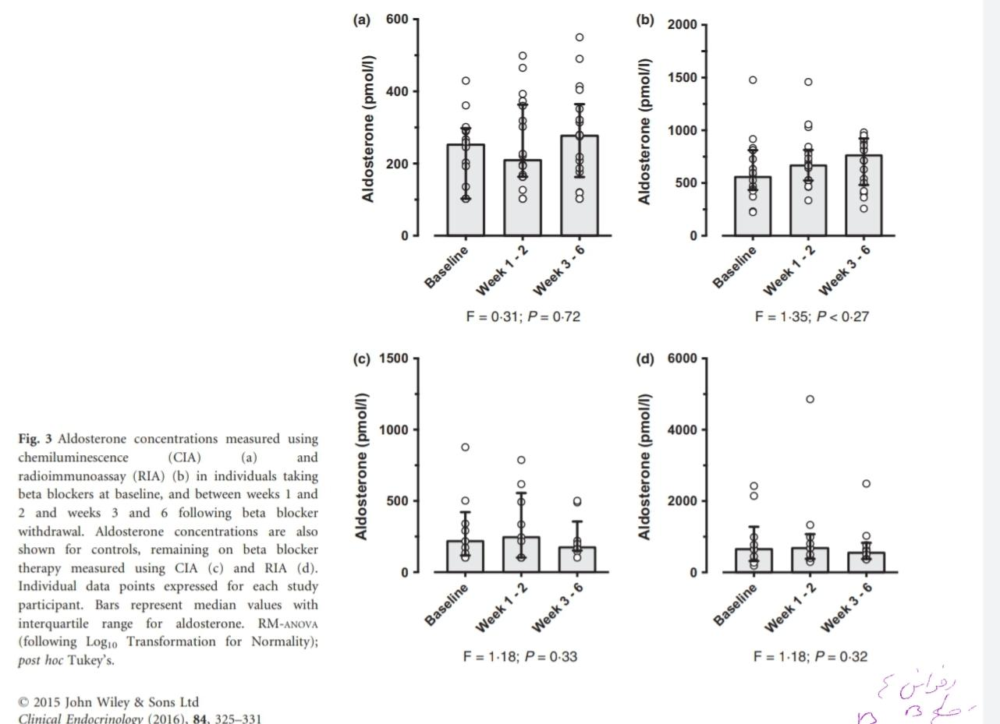 (a)
600
400
200
0
Aldosterone (pmol/l)
Baseline
Week 1 - 2
Week 3 - 6
F = 0·31; P = 0·72
(b)
2000
1500
1000
500
0
Aldosterone (pmol/l)
Baseline
Week 1 - 2
Week 3 - 6
F = 1·35; P < 0·27
(c)
1500
1000
500
0
Aldosterone (pmol/l)
Baseline
Week 1 - 2
Week 3 - 6
F = 1·18; P = 0·33
(d)
6000
4000
2000
0
Aldosterone (pmol/l)
Baseline
Week 1 - 2
Week 3 - 6
F = 1·18; P = 0·32
Fig. 3 Aldosterone concentrations measured using
chemiluminescence (CIA) (a) and
radioimmunoassay (RIA) (b) in individuals taking
beta blockers at baseline, and between weeks 1 and
2 and weeks 3 and 6 following beta blocker
withdrawal. Aldosterone concentrations are also
shown for controls, remaining on beta blocker
therapy measured using CIA (c) and RIA (d).
Individual data points expressed for each study
participant. Bars represent median values with
interquartile range for aldosterone. RM-ANOVA
(following Log₁₀ Transformation for Normality);
post hoc Tukey's.
© 2015 John Wiley & Sons Ltd
Clinical Endocrinology (2016), 84, 325–331